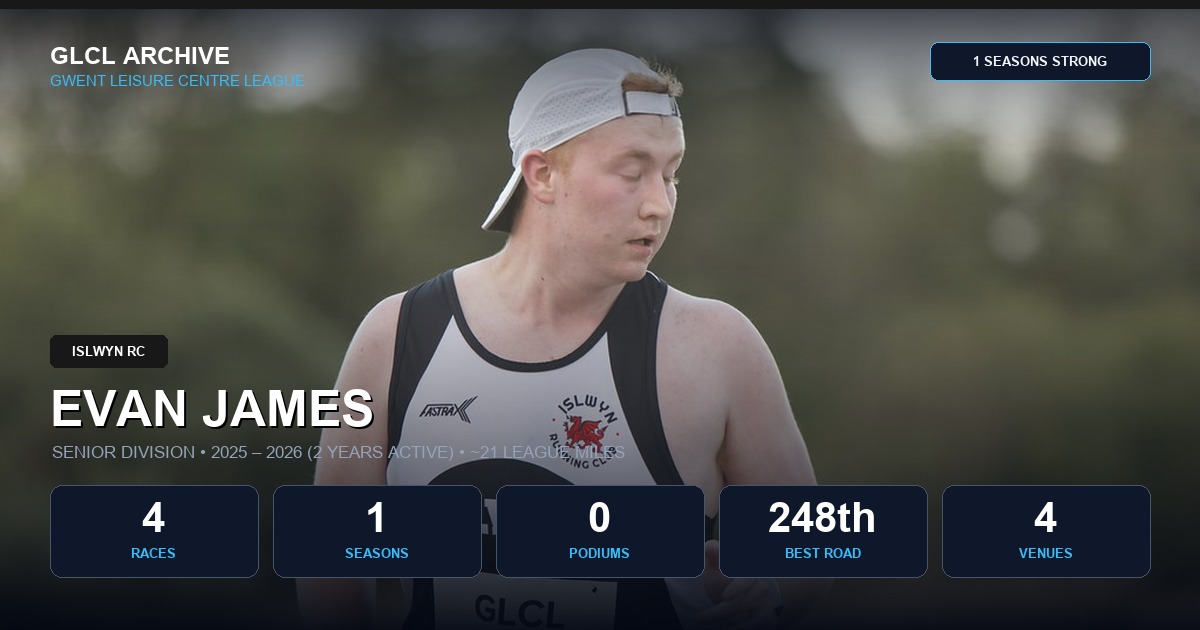 GLCL ARCHIVE
GWENT LEISURE CENTRE LEAGUE
1 SEASONS STRONG
ISLWYN RC
EVAN JAMES
SENIOR DIVISION • 2025 – 2026 (2 YEARS ACTIVE) • ~21 LEAGUE MILES
FASTRAX
ISLWYN
RUNNING CLUB
4
RACES
1
SEASONS
0
PODIUMS
248th
BEST ROAD
4
VENUES
GLCL